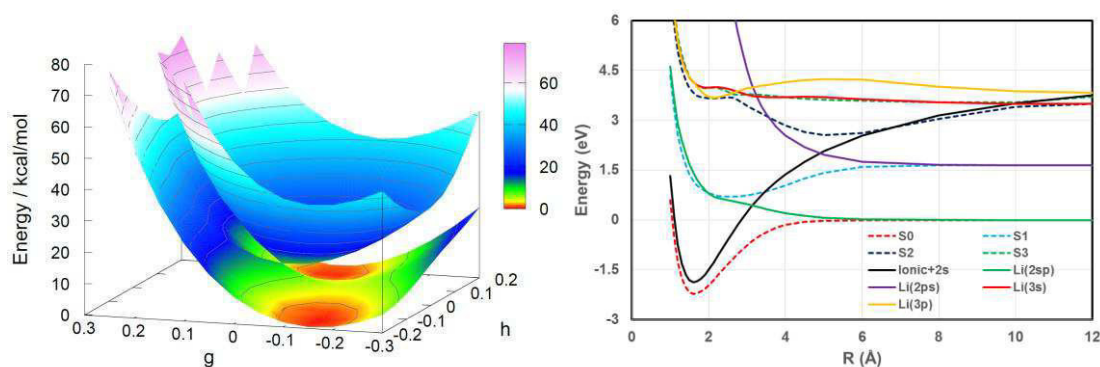 Energy / kcal/mol
80
70
60
50
40
30
20
10
0
0.3
0.2
0.1
0
-0.1
-0.2
-0.3
g
-0.2
-0.1
0
0.1
0.2
h
60
40
20
0
Energy (eV)
6
4.5
3
1.5
0
-1.5
-3
0
2
4
6
8
10
12
R (Å)
S0
S1
S2
S3
Ionic+2s
Li(2sp)
Li(2ps)
Li(3s)
Li(3p)